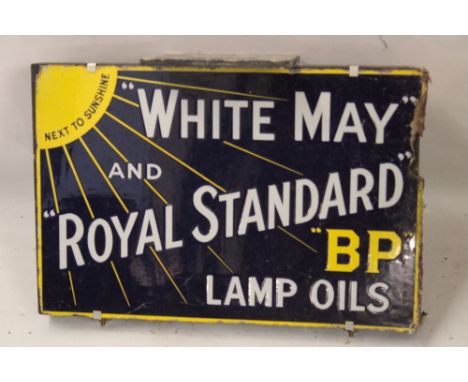 NEXT TO SUNSHINE
"WHITE MAY"
AND
"ROYAL STANDARD"
"BP"
LAMP OILS